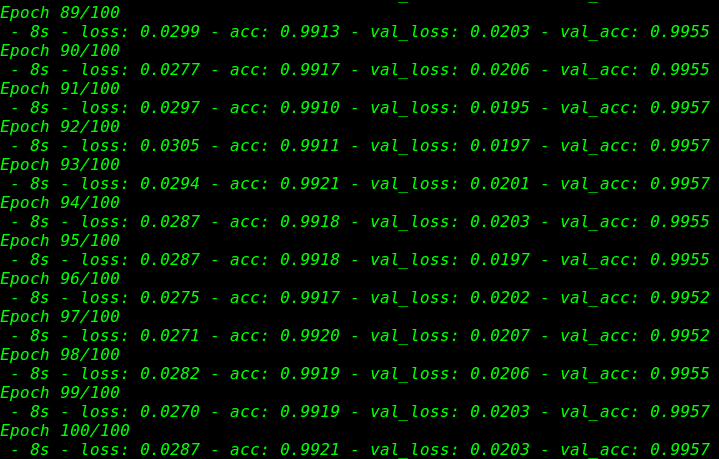 Epoch 89/100
- 8s - loss: 0.0299 - acc: 0.9913 - val_loss: 0.0203 - val_acc: 0.9955
Epoch 90/100
- 8s - loss: 0.0277 - acc: 0.9917 - val_loss: 0.0206 - val_acc: 0.9955
Epoch 91/100
- 8s - loss: 0.0297 - acc: 0.9910 - val_loss: 0.0195 - val_acc: 0.9957
Epoch 92/100
- 8s - loss: 0.0305 - acc: 0.9911 - val_loss: 0.0197 - val_acc: 0.9957
Epoch 93/100
- 8s - loss: 0.0294 - acc: 0.9921 - val_loss: 0.0201 - val_acc: 0.9957
Epoch 94/100
- 8s - loss: 0.0287 - acc: 0.9918 - val_loss: 0.0203 - val_acc: 0.9955
Epoch 95/100
- 8s - loss: 0.0287 - acc: 0.9918 - val_loss: 0.0197 - val_acc: 0.9955
Epoch 96/100
- 8s - loss: 0.0275 - acc: 0.9917 - val_loss: 0.0202 - val_acc: 0.9952
Epoch 97/100
- 8s - loss: 0.0271 - acc: 0.9920 - val_loss: 0.0207 - val_acc: 0.9952
Epoch 98/100
- 8s - loss: 0.0282 - acc: 0.9919 - val_loss: 0.0206 - val_acc: 0.9955
Epoch 99/100
- 8s - loss: 0.0270 - acc: 0.9919 - val_loss: 0.0203 - val_acc: 0.9957
Epoch 100/100
- 8s - loss: 0.0287 - acc: 0.9921 - val_loss: 0.0203 - val_acc: 0.9957